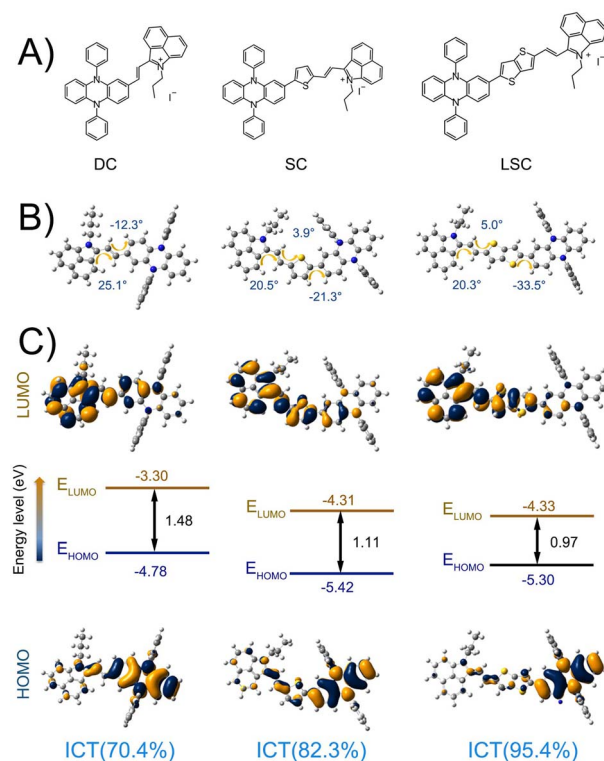 A)
N
N
N
+
I⁻
N
N
S
N
+
I⁻
N
N
S
S
N
+
I⁻
DC SC LSC
B)
-12.3° 3.9° 5.0°
25.1° 20.5° -21.3° 20.3° -33.5°
C)
LUMO
Energy level (eV)
-3.30 -4.31 -4.33
E_LUMO E_LUMO E_LUMO
1.48 1.11 0.97
E_HOMO E_HOMO E_HOMO
-4.78 -5.42 -5.30
HOMO
ICT(70.4%) ICT(82.3%) ICT(95.4%)